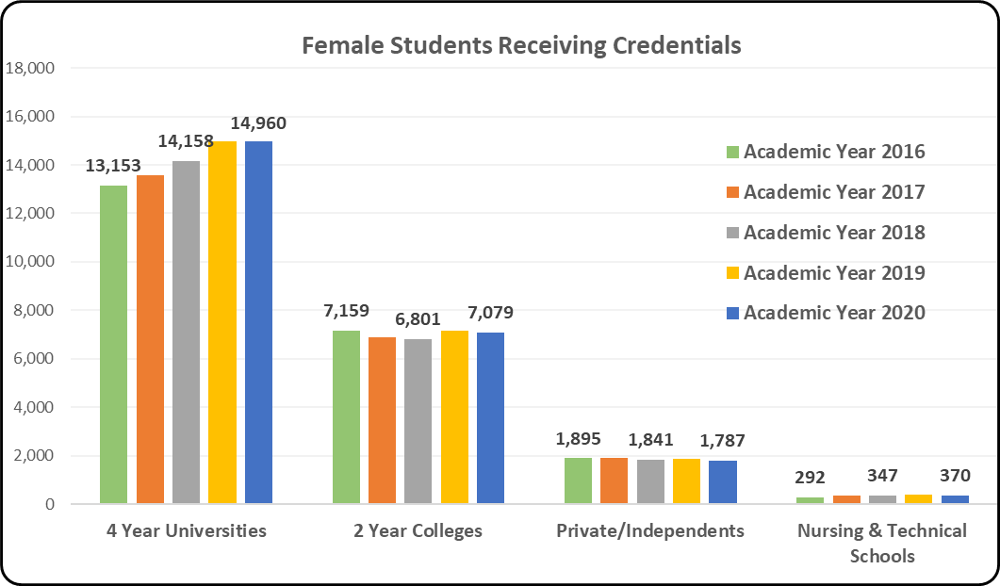 Female Students Receiving Credentials
18,000
16,000
14,000
12,000
10,000
8,000
6,000
4,000
2,000
0
13,153
14,158
14,960
7,159
6,801
7,079
1,895
1,841
1,787
292
347
370
Academic Year 2016
Academic Year 2017
Academic Year 2018
Academic Year 2019
Academic Year 2020
4 Year Universities
2 Year Colleges
Private/Independents
Nursing & Technical
Schools